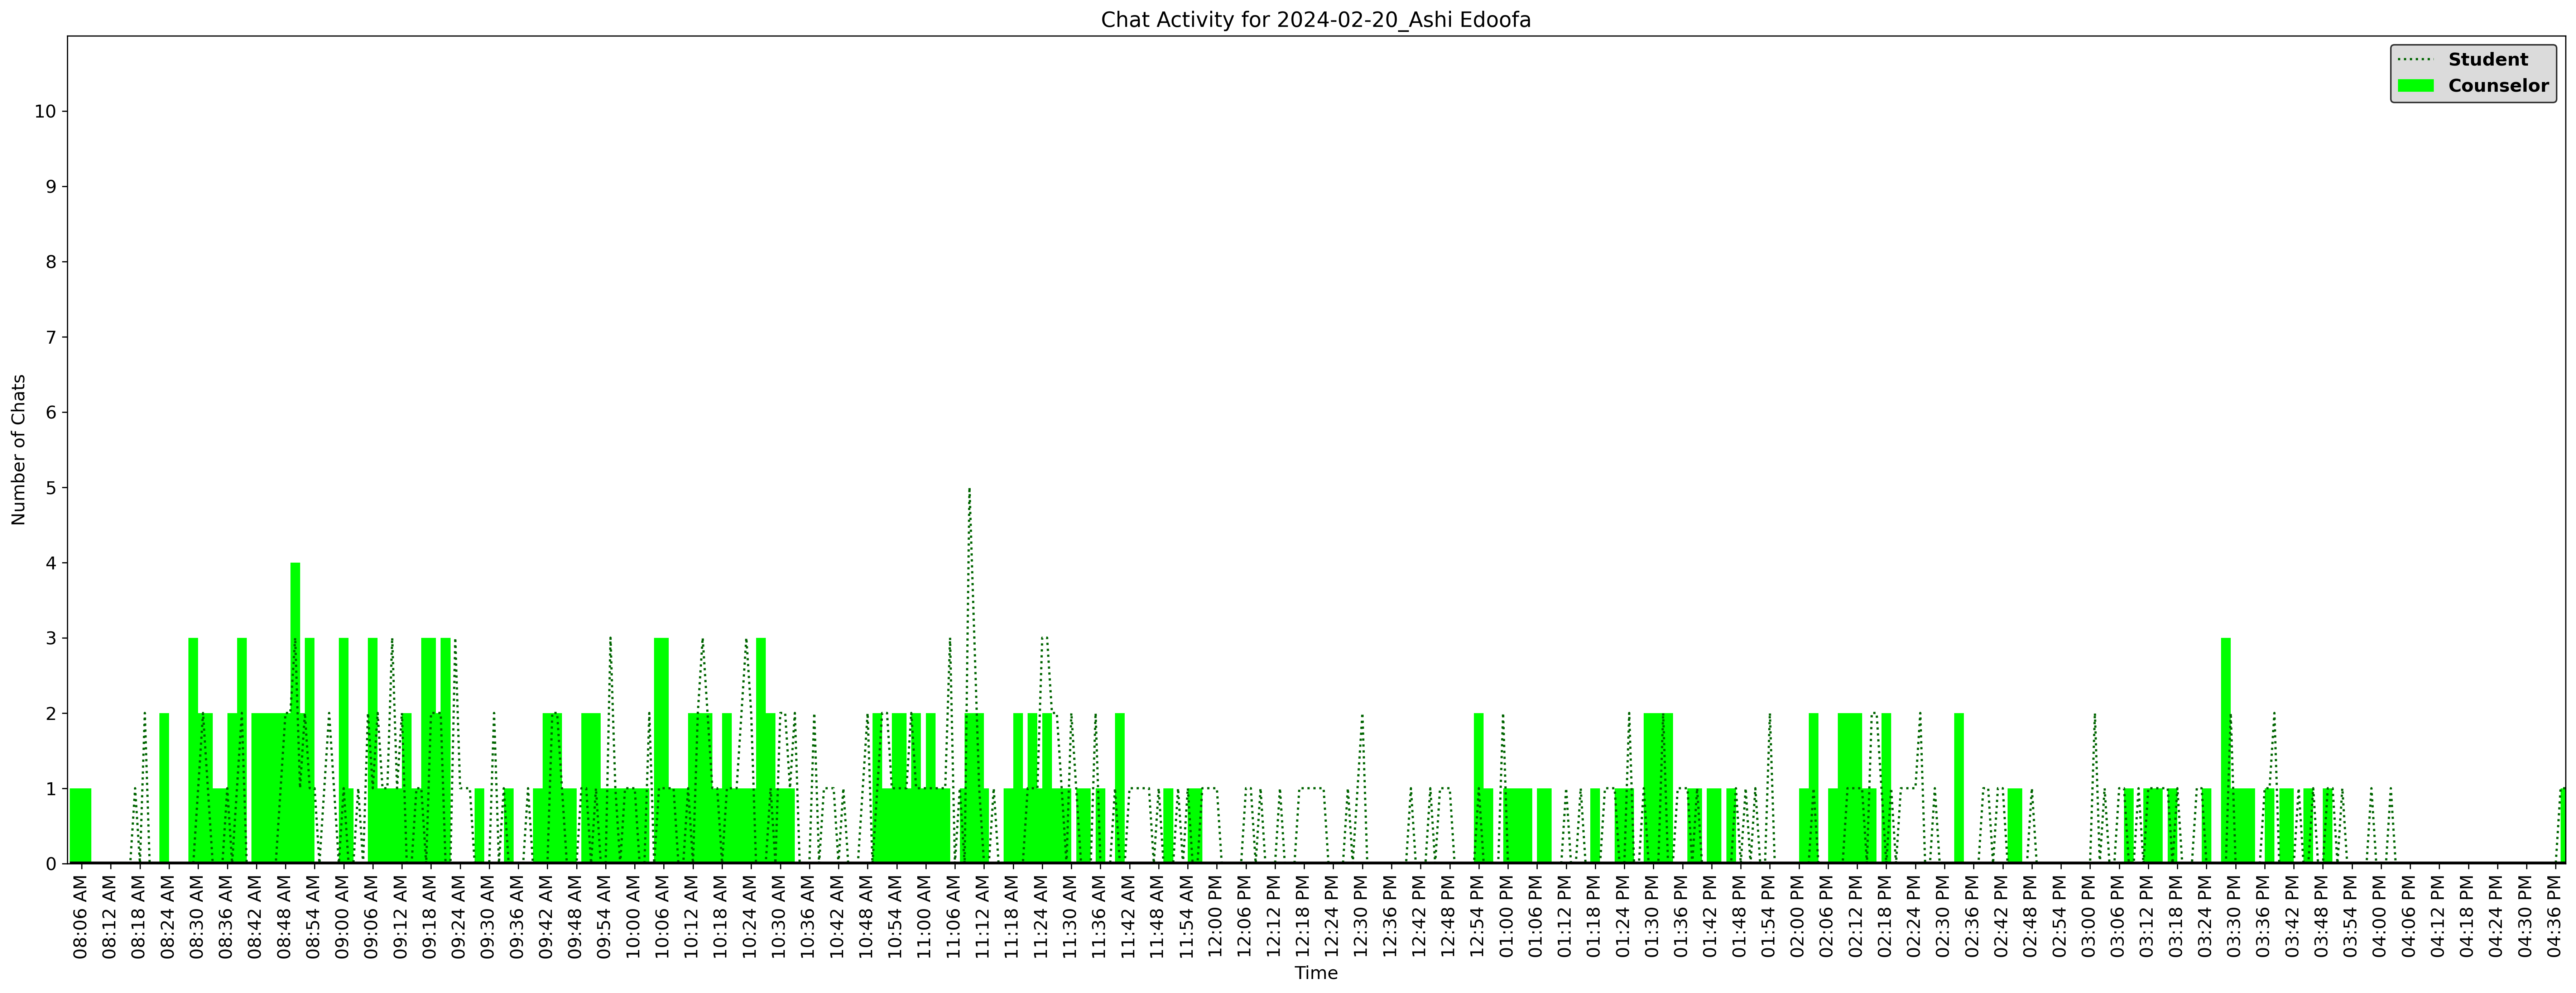 Chat Activity for 2024-02-20_Ashi Edoofa
Student
Counselor
Number of Chats
10
9
8
7
6
5
4
3
2
1
0
08:06 AM
08:12 AM
08:18 AM
08:24 AM
08:30 AM
08:36 AM
08:42 AM
08:48 AM
08:54 AM
09:00 AM
09:06 AM
09:12 AM
09:18 AM
09:24 AM
09:30 AM
09:36 AM
09:42 AM
09:48 AM
09:54 AM
10:00 AM
10:06 AM
10:12 AM
10:18 AM
10:24 AM
10:30 AM
10:36 AM
10:42 AM
10:48 AM
10:54 AM
11:00 AM
11:06 AM
11:12 AM
11:18 AM
11:24 AM
11:30 AM
11:36 AM
11:42 AM
11:48 AM
11:54 AM
12:00 PM
12:06 PM
12:12 PM
12:18 PM
12:24 PM
12:30 PM
12:36 PM
12:42 PM
12:48 PM
12:54 PM
01:00 PM
01:06 PM
01:12 PM
01:18 PM
01:24 PM
01:30 PM
01:36 PM
01:42 PM
01:48 PM
01:54 PM
02:00 PM
02:06 PM
02:12 PM
02:18 PM
02:24 PM
02:30 PM
02:36 PM
02:42 PM
02:48 PM
02:54 PM
03:00 PM
03:06 PM
03:12 PM
03:18 PM
03:24 PM
03:30 PM
03:36 PM
03:42 PM
03:48 PM
03:54 PM
04:00 PM
04:06 PM
04:12 PM
04:18 PM
04:24 PM
04:30 PM
04:36 PM
Time